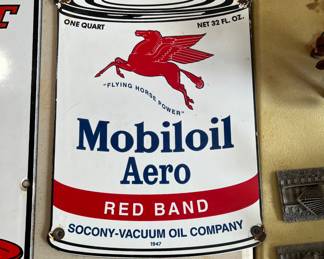 ONE QUART
NET 32 FL. OZ.
"FLYING HORSE POWER"
Mobiloil
Aero
RED BAND
SOCONY-VACUUM OIL COMPANY
1947